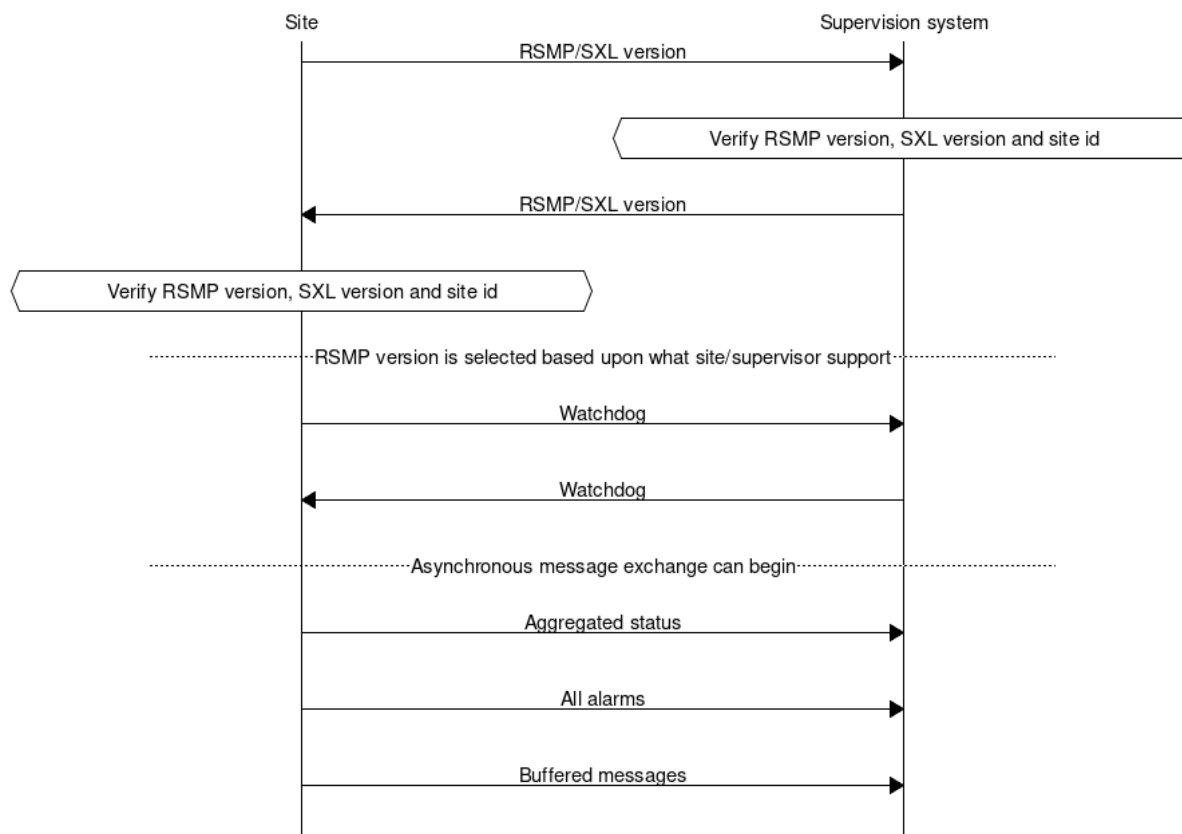 Site
Supervision system
RSMP/SXL version
Verify RSMP version, SXL version and site id
RSMP/SXL version
Verify RSMP version, SXL version and site id
RSMP version is selected based upon what site/supervisor support
Watchdog
Watchdog
Asynchronous message exchange can begin
Aggregated status
All alarms
Buffered messages